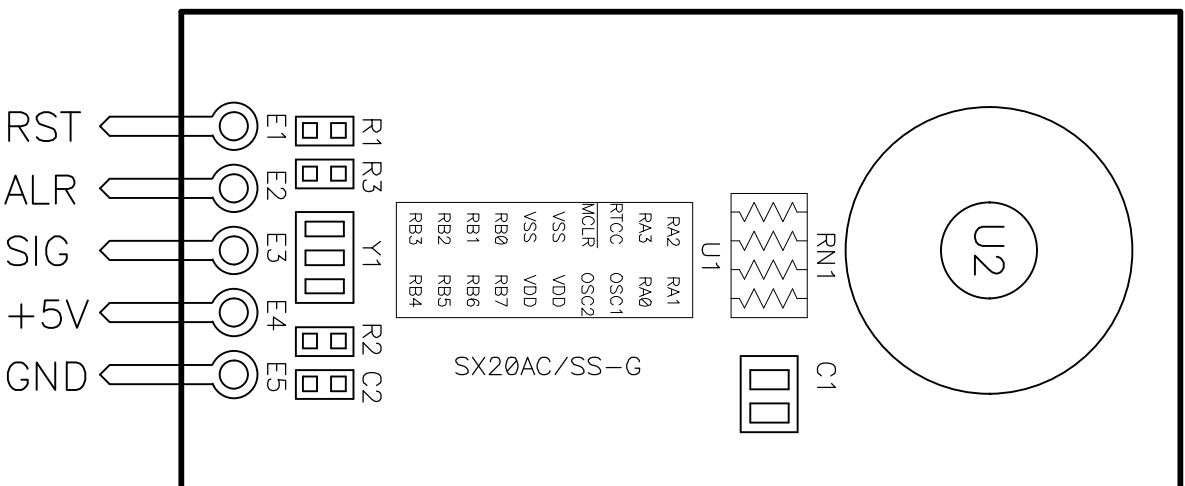 RST
ALR
SIG
+5V
GND
E1
E2
E3
E4
E5
R1
R3
Y1
R2
C2
RB3 RB2 RB1 RB0 VSS VSS MCLR RTCC RA3 RA2
RB4 RB5 RB6 RB7 VDD VDD OSC2 OSC1 RA0 RA1
U1
SX20AC/SS-G
RN1
C1
U2